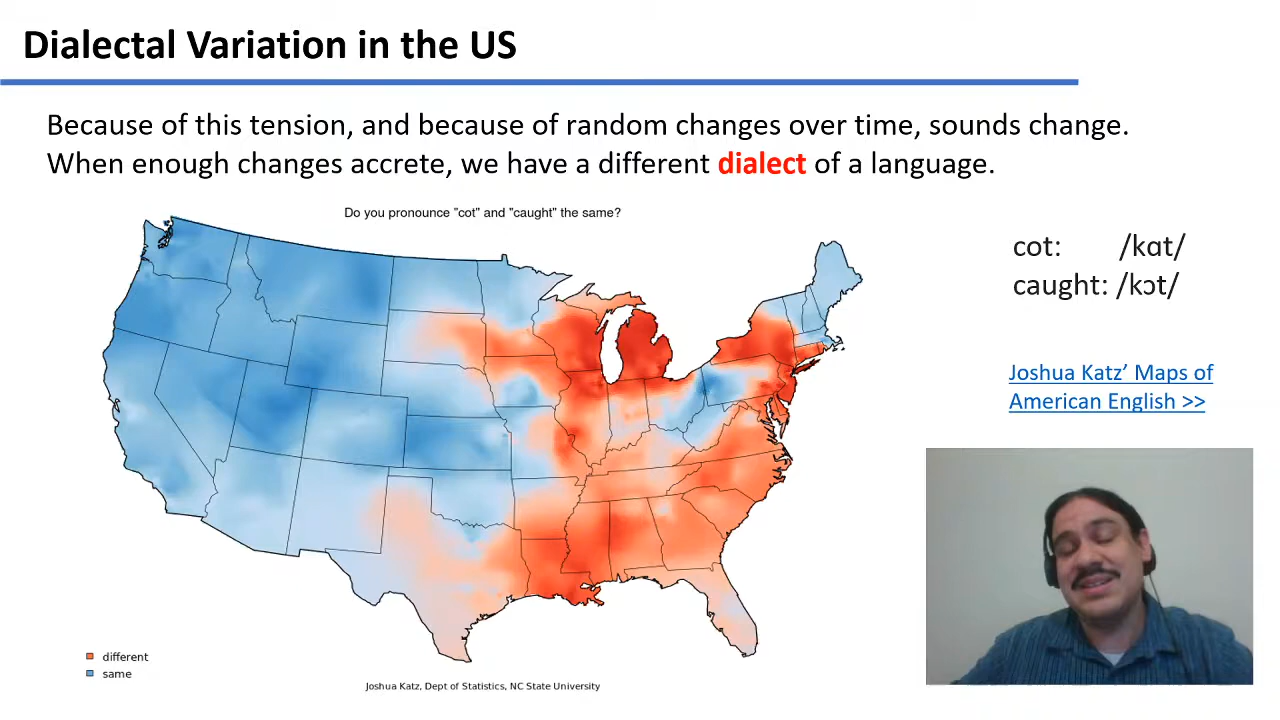 Dialectal Variation in the US
Because of this tension, and because of random changes over time, sounds change.
When enough changes accrete, we have a different dialect of a language.
Do you pronounce "cot" and "caught" the same?
cot: /kɑt/
caught: /kɔt/
Joshua Katz’ Maps of
American English >>
different
same
Joshua Katz, Dept of Statistics, NC State University